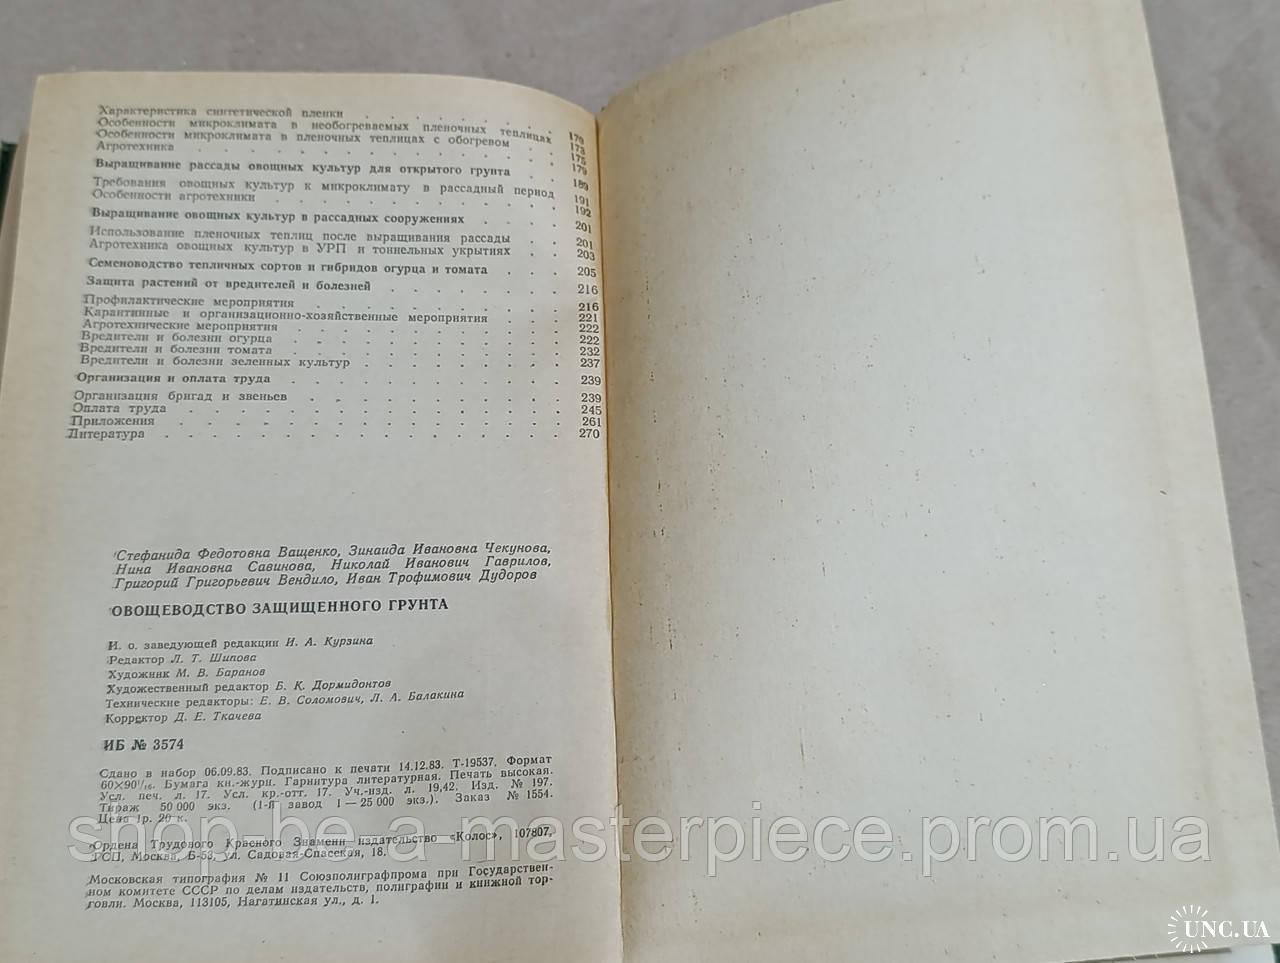 Характеристика синтетической пленки . . . . . . . 170
Особенности микроклимата в необогреваемых пленочных теплицах 173
Особенности микроклимата в пленочных теплицах с обогревом 175
Агротехника . . . . . . . . . . . 179
Выращивание рассады овощных культур для открытого грунта . . 189
Требования овощных культур к микроклимату в рассадный период 191
Особенности агротехники . . . . . . . . . . 192
Выращивание овощных культур в рассадных сооружениях . . . 201
Использование пленочных теплиц после выращивания рассады . . 201
Агротехника овощных культур в УРП и тоннельных укрытиях . . 203
Семеноводство тепличных сортов и гибридов огурца и томата . . . 205
Защита растений от вредителей и болезней . . . . . . . 216
Профилактические мероприятия . . . . . . . . . 216
Карантинные и организационно-хозяйственные мероприятия . . . 221
Агротехнические мероприятия . . . . . . . . . 222
Вредители и болезни огурца . . . . . . . . . 222
Вредители и болезни томата . . . . . . . . . 232
Вредители и болезни зеленных культур . . . . . . . 237
Организация и оплата труда . . . . . . . . . . 239
Организация бригад и звеньев . . . . . . . . . 239
Оплата труда . . . . . . . . . . . . . 245
Приложения . . . . . . . . . . . . . 261
Литература . . . . . . . . . . . . . 270
Стефанида Федотовна Ващенко, Зинаида Ивановна Чекунова,
Нина Ивановна Савинова, Николай Иванович Гаврилов,
Григорий Григорьевич Вендило, Иван Трофимович Дудоров
ОВОЩЕВОДСТВО ЗАЩИЩЕННОГО ГРУНТА
И. о. заведующей редакции И. А. Курзина
Редактор Л. Т. Шипова
Художник М. В. Баранов
Художественный редактор Б. К. Дормидонтов
Технические редакторы: Е. В. Соломович, Л. А. Балакина
Корректор Д. Е. Ткачева
ИБ № 3574
Сдано в набор 06.09.83. Подписано к печати 14.12.83. Т-19537. Формат
60×90¹/₁₆. Бумага кн.-журн. Гарнитура литературная. Печать высокая.
Усл. печ. л. 17. Усл. кр.-отт. 17. Уч.-изд. л. 19,42. Изд. № 197.
Тираж 50 000 экз. (1-й завод 1—25 000 экз.). Заказ № 1554.
Цена 1р. 20 к.
Ордена Трудового Красного Знамени издательство «Колос», 107807,
ГСП, Москва, Б-53, ул. Садовая-Спасская, 18.
Московская типография № 11 Союзполиграфпрома при Государствен-
ном комитете СССР по делам издательств, полиграфии и книжной тор-
говли. Москва, 113105, Нагатинская ул., д. 1.
shop-be-a-masterpiece.prom.ua
UNC.UA